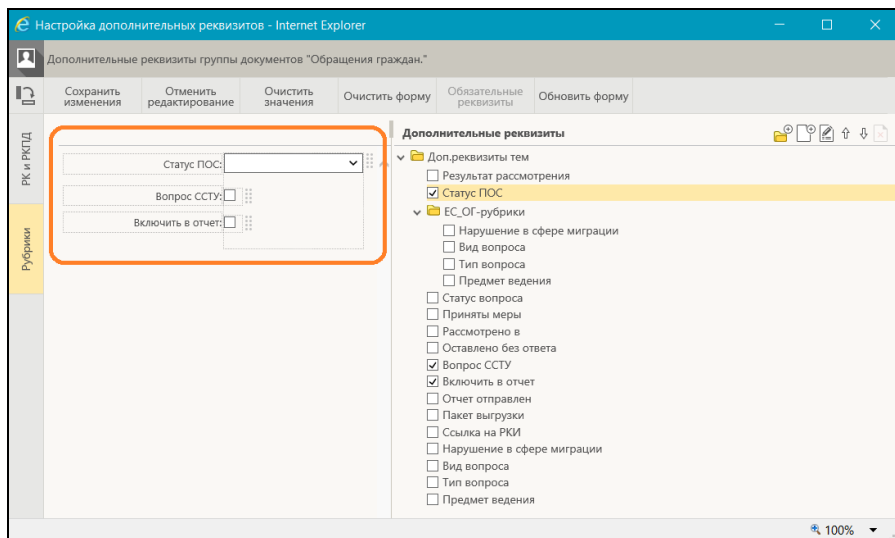 Настройка дополнительных реквизитов - Internet Explorer
Дополнительные реквизиты группы документов "Обращения граждан."
Сохранить изменения
Отменить редактирование
Очистить значения
Очистить форму
Обязательные реквизиты
Обновить форму
РК и РКПД
Рубрики
Статус ПОС:
Вопрос ССТУ:
Включить в отчет:
Дополнительные реквизиты
Доп.реквизиты тем
Результат рассмотрения
Статус ПОС
ЕС_ОГ-рубрики
Нарушение в сфере миграции
Вид вопроса
Тип вопроса
Предмет ведения
Статус вопроса
Приняты меры
Рассмотрено в
Оставлено без ответа
Вопрос ССТУ
Включить в отчет
Отчет отправлен
Пакет выгрузки
Ссылка на РКИ
Нарушение в сфере миграции
Вид вопроса
Тип вопроса
Предмет ведения
100%